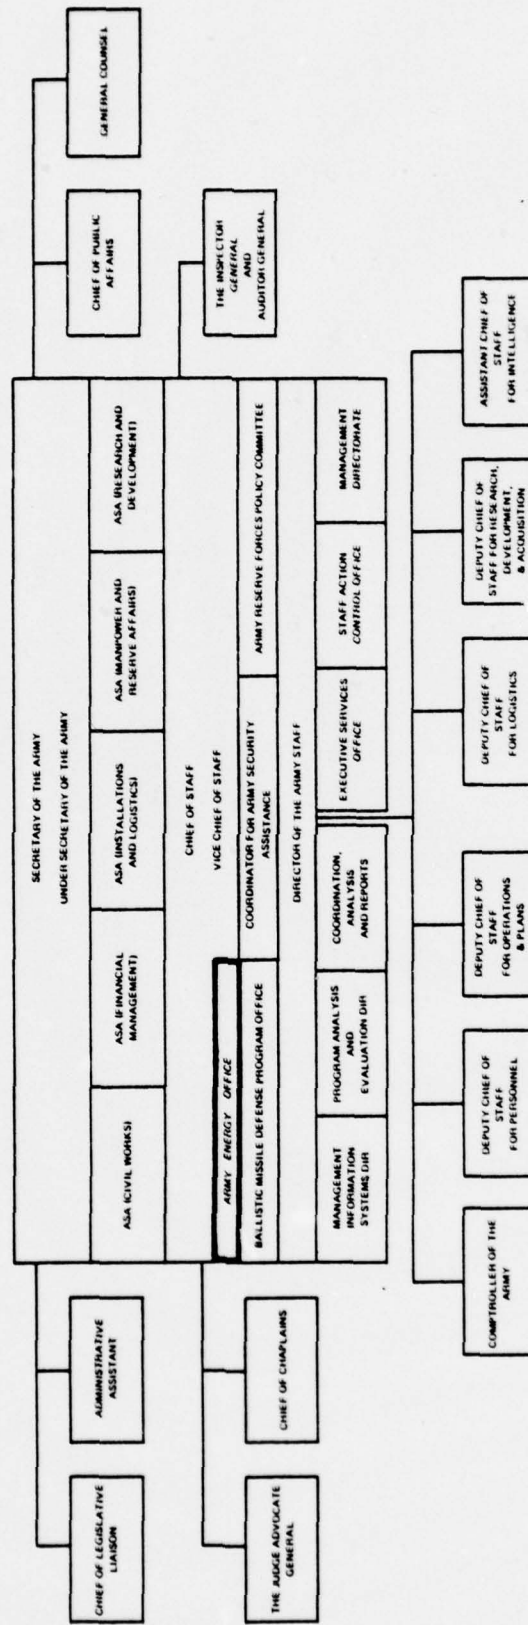 SECRETARY OF THE ARMY
UNDER SECRETARY OF THE ARMY
ASA (CIVIL WORKS)
ASA (FINANCIAL
MANAGEMENT)
ASA (INSTALLATIONS
AND LOGISTICS)
ASA (MANPOWER AND
RESERVE AFFAIRS)
ASA (RESEARCH AND
DEVELOPMENT)
CHIEF OF LEGISLATIVE
LIAISON
ADMINISTRATIVE
ASSISTANT
CHIEF OF PUBLIC
AFFAIRS
GENERAL COUNSEL
CHIEF OF STAFF
VICE CHIEF OF STAFF
ARMY ENERGY OFFICE
BALLISTIC MISSILE DEFENSE PROGRAM OFFICE
COORDINATOR FOR ARMY SECURITY
ASSISTANCE
ARMY RESERVE FORCES POLICY COMMITTEE
THE JUDGE ADVOCATE
GENERAL
CHIEF OF CHAPLAINS
THE INSPECTOR
GENERAL
AND
AUDITOR GENERAL
DIRECTOR OF THE ARMY STAFF
MANAGEMENT
INFORMATION
SYSTEMS DIR
PROGRAM ANALYSIS
AND
EVALUATION DIR
COORDINATION,
ANALYSIS
AND REPORTS
EXECUTIVE SERVICES
OFFICE
STAFF ACTION
CONTROL OFFICE
MANAGEMENT
DIRECTORATE
COMPTROLLER OF THE
ARMY
DEPUTY CHIEF OF
STAFF
FOR PERSONNEL
DEPUTY CHIEF OF
STAFF
FOR OPERATIONS
& PLANS
DEPUTY CHIEF OF
STAFF
FOR LOGISTICS
DEPUTY CHIEF OF
STAFF FOR RESEARCH,
DEVELOPMENT,
& ACQUISITION
ASSISTANT CHIEF OF
STAFF
FOR INTELLIGENCE